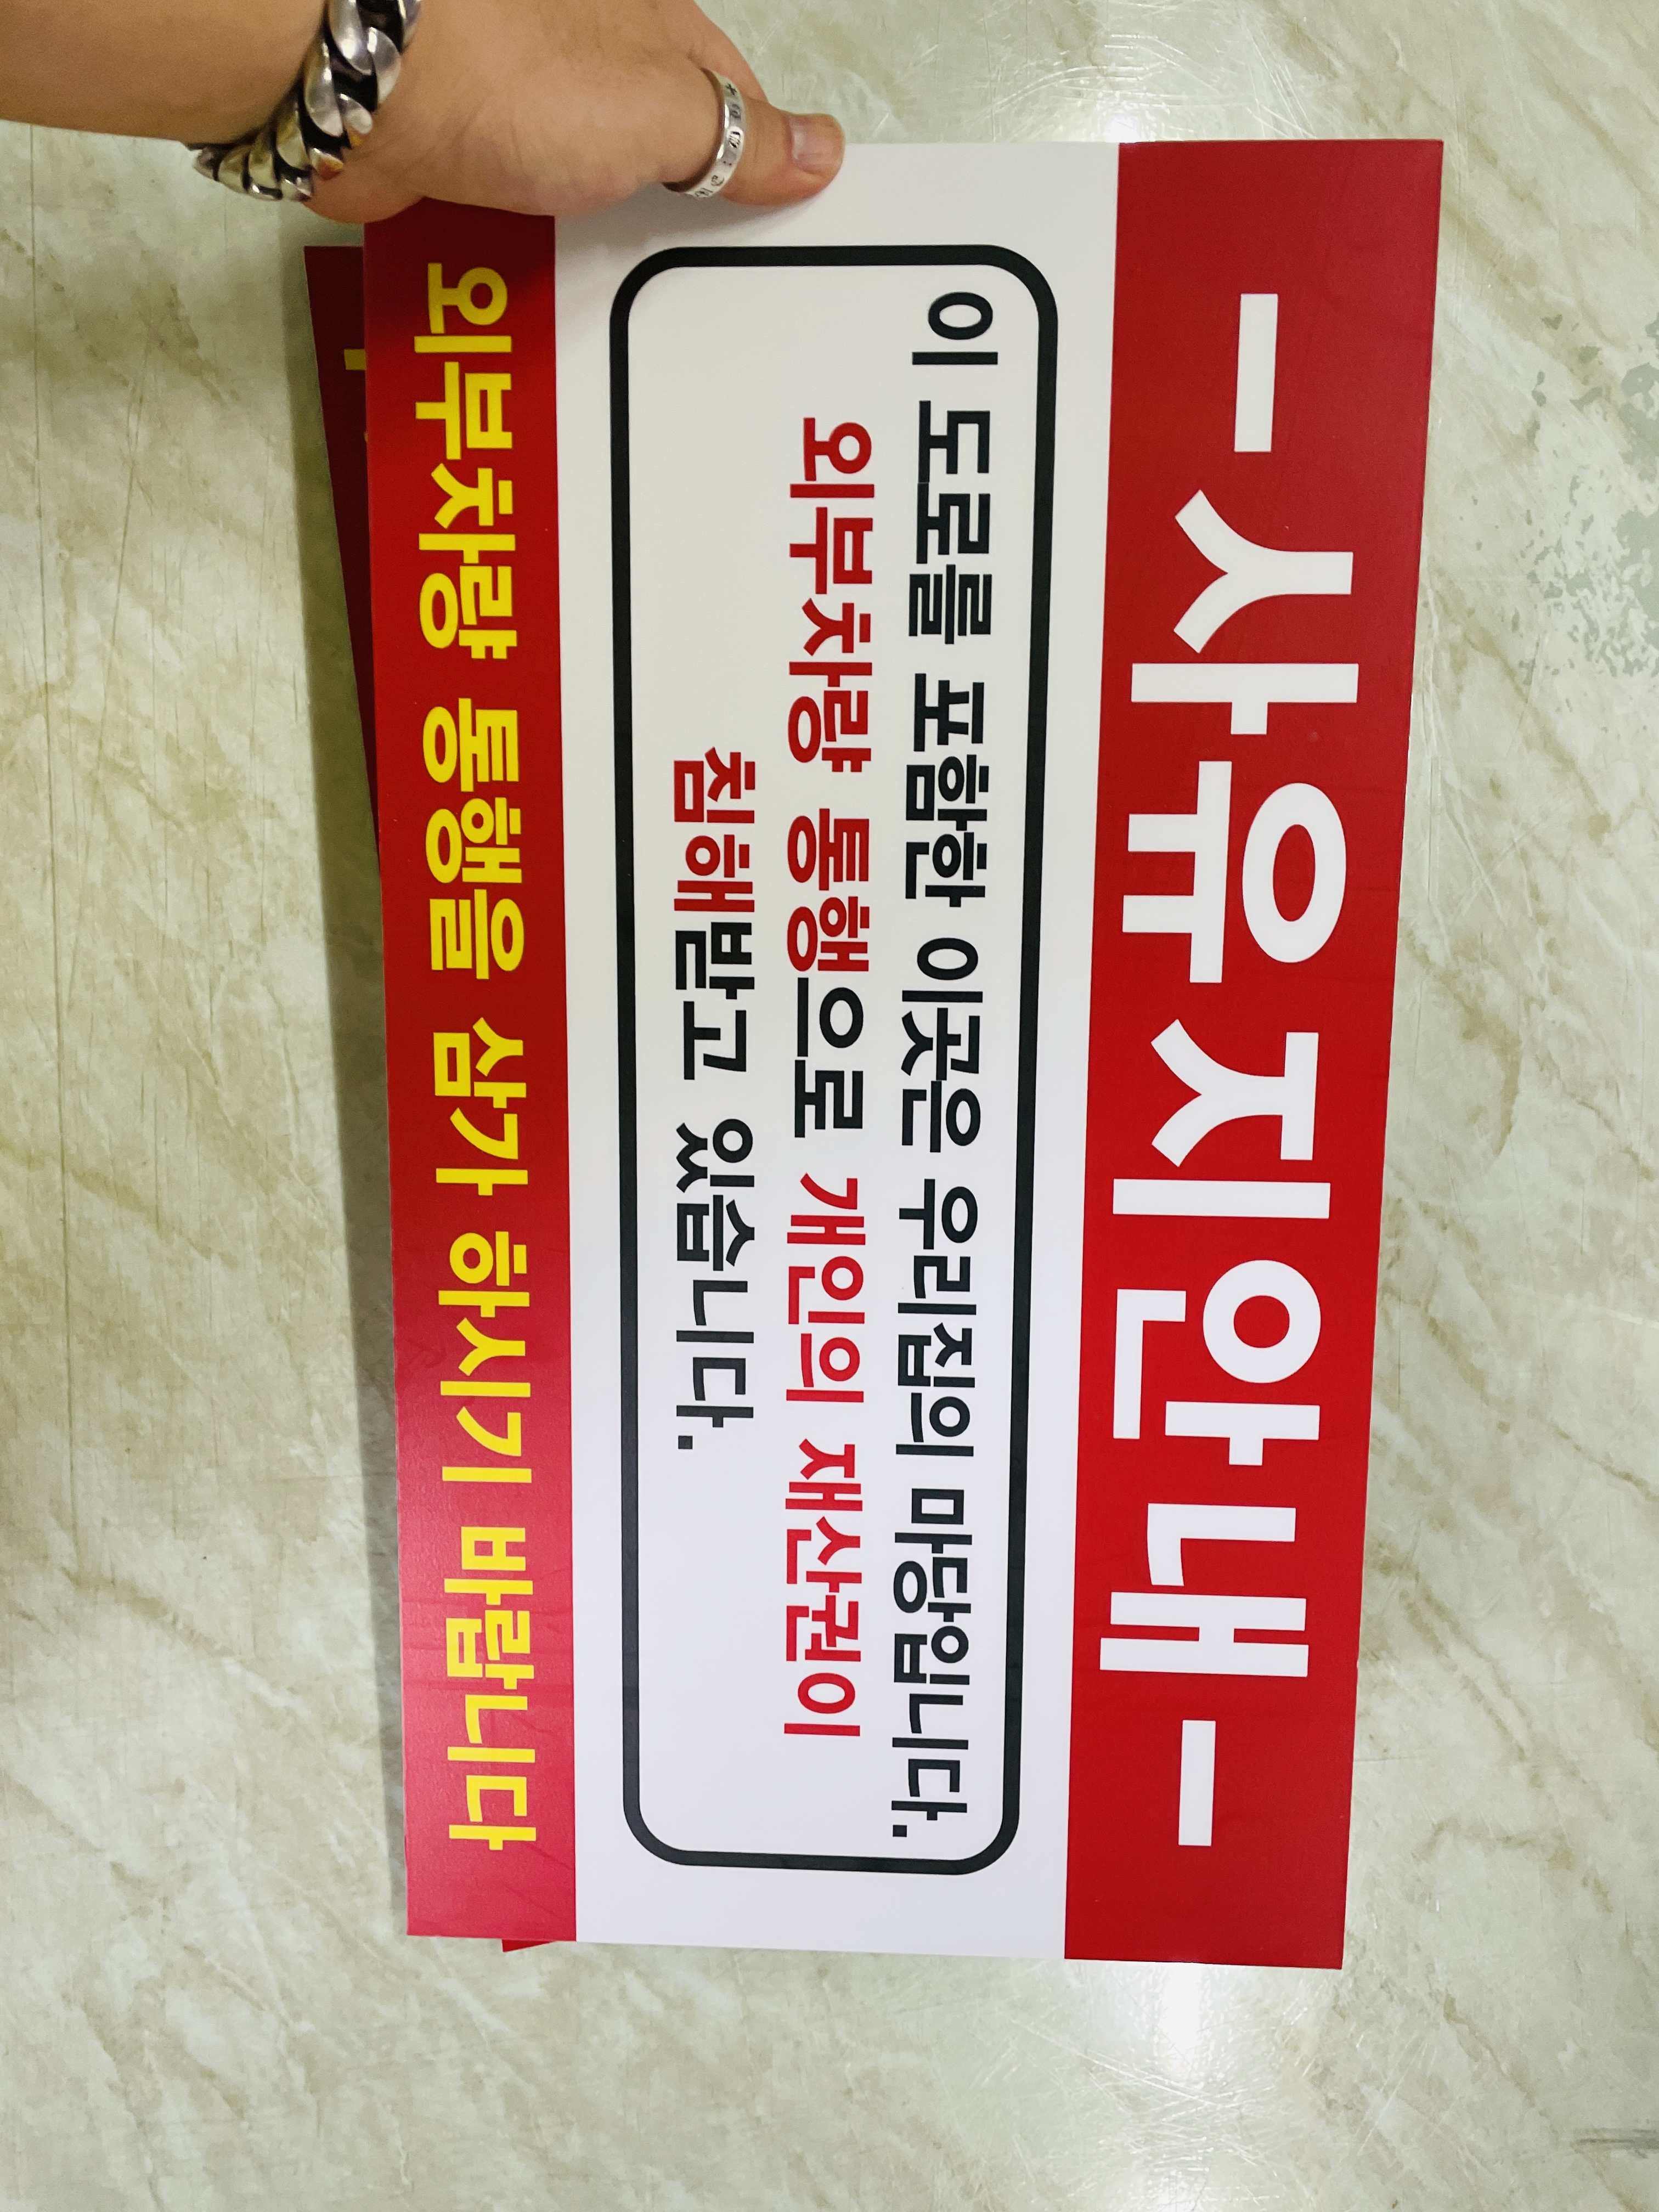 - 사유지안내 -
이 도로를 포함한 이곳은 우리집의 마당입니다.
외부차량 통행으로 개인의 재산권이
침해받고 있습니다.
외부차량 통행을 삼가 하시기 바랍니다